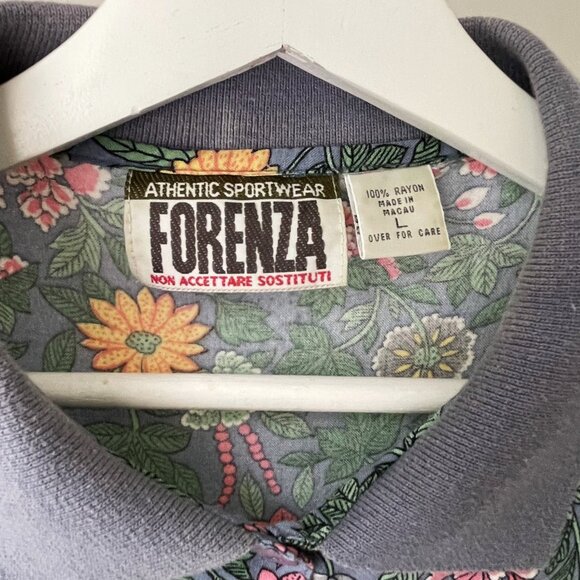 ATHENTIC SPORTWEAR
FORENZA
NON ACCETTARE SOSTITUTI
100% RAYON
MADE IN
MACAU
L
OVER FOR CARE